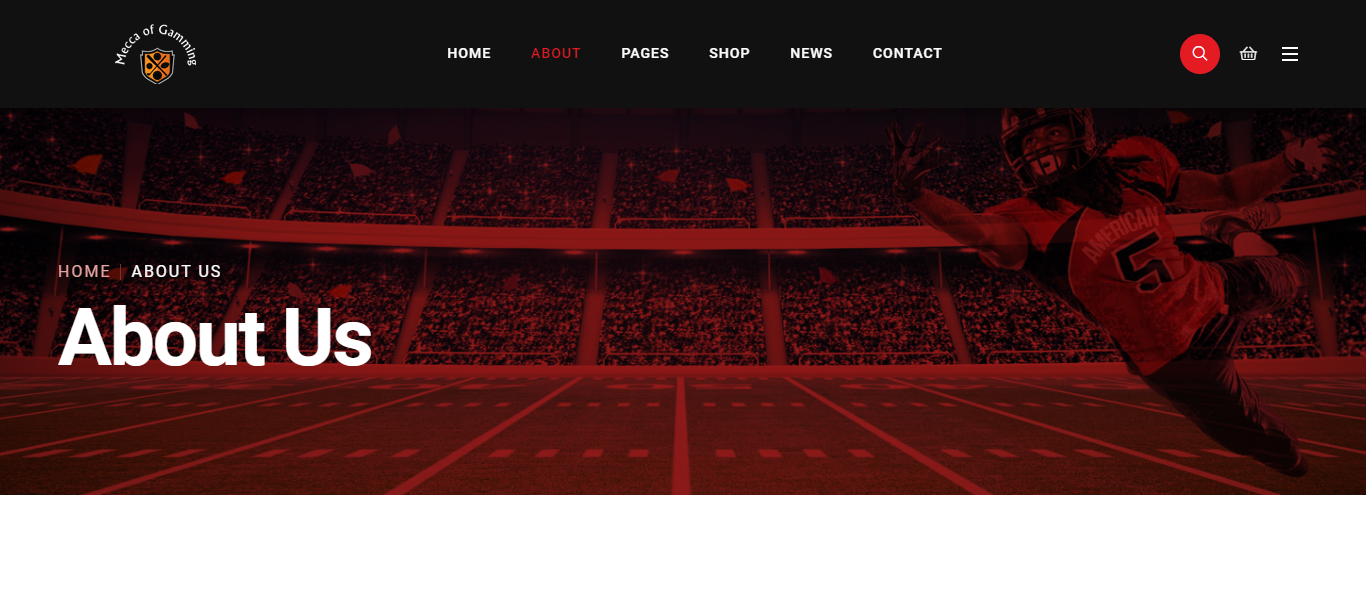 Mecca of Gamming
HOME ABOUT PAGES SHOP NEWS CONTACT
HOME ABOUT US
About Us
AMERICAN
5